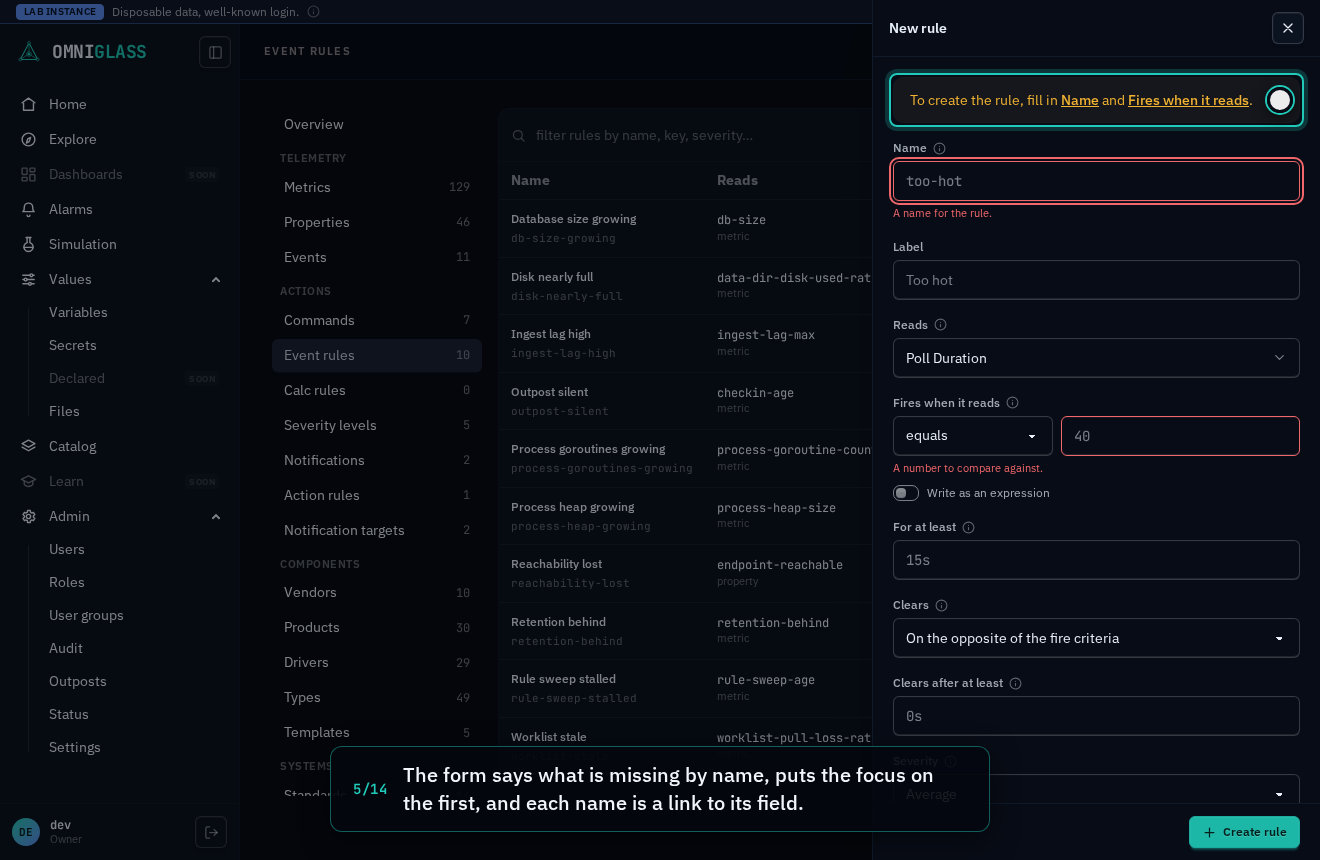 LAB INSTANCE Disposable data, well-known login.
OMNIGLASS
Home
Explore
Dashboards SOON
Alarms
Simulation
Values
Variables
Secrets
Declared SOON
Files
Catalog
Learn SOON
Admin
Users
Roles
User groups
Audit
Outposts
Status
Settings
DE dev
Owner
EVENT RULES
Overview
TELEMETRY
Metrics 129
Properties 46
Events 11
ACTIONS
Commands 7
Event rules 10
Calc rules 0
Severity levels 5
Notifications 2
Action rules 1
Notification targets 2
COMPONENTS
Vendors 10
Products 30
Drivers 29
Types 49
Templates 5
SYSTEMS
filter rules by name, key, severity...
Name Reads
Database size growing db-size
db-size-growing metric
Disk nearly full data-dir-disk-used-rat
disk-nearly-full metric
Ingest lag high ingest-lag-max
ingest-lag-high metric
Outpost silent checkin-age
outpost-silent metric
Process goroutines growing process-goroutine-coun
process-goroutines-growing metric
Process heap growing process-heap-size
process-heap-growing metric
Reachability lost endpoint-reachable
reachability-lost property
Retention behind retention-behind
retention-behind metric
Rule sweep stalled rule-sweep-age
rule-sweep-stalled metric
Worklist stale worklist-pull-loss-rat
New rule
To create the rule, fill in Name and Fires when it reads.
Name
too-hot
A name for the rule.
Label
Too hot
Reads
Poll Duration
Fires when it reads
equals 40
A number to compare against.
Write as an expression
For at least
15s
Clears
On the opposite of the fire criteria
Clears after at least
0s
Severity
Average
Create rule
5/14 The form says what is missing by name, puts the focus on
the first, and each name is a link to its field.